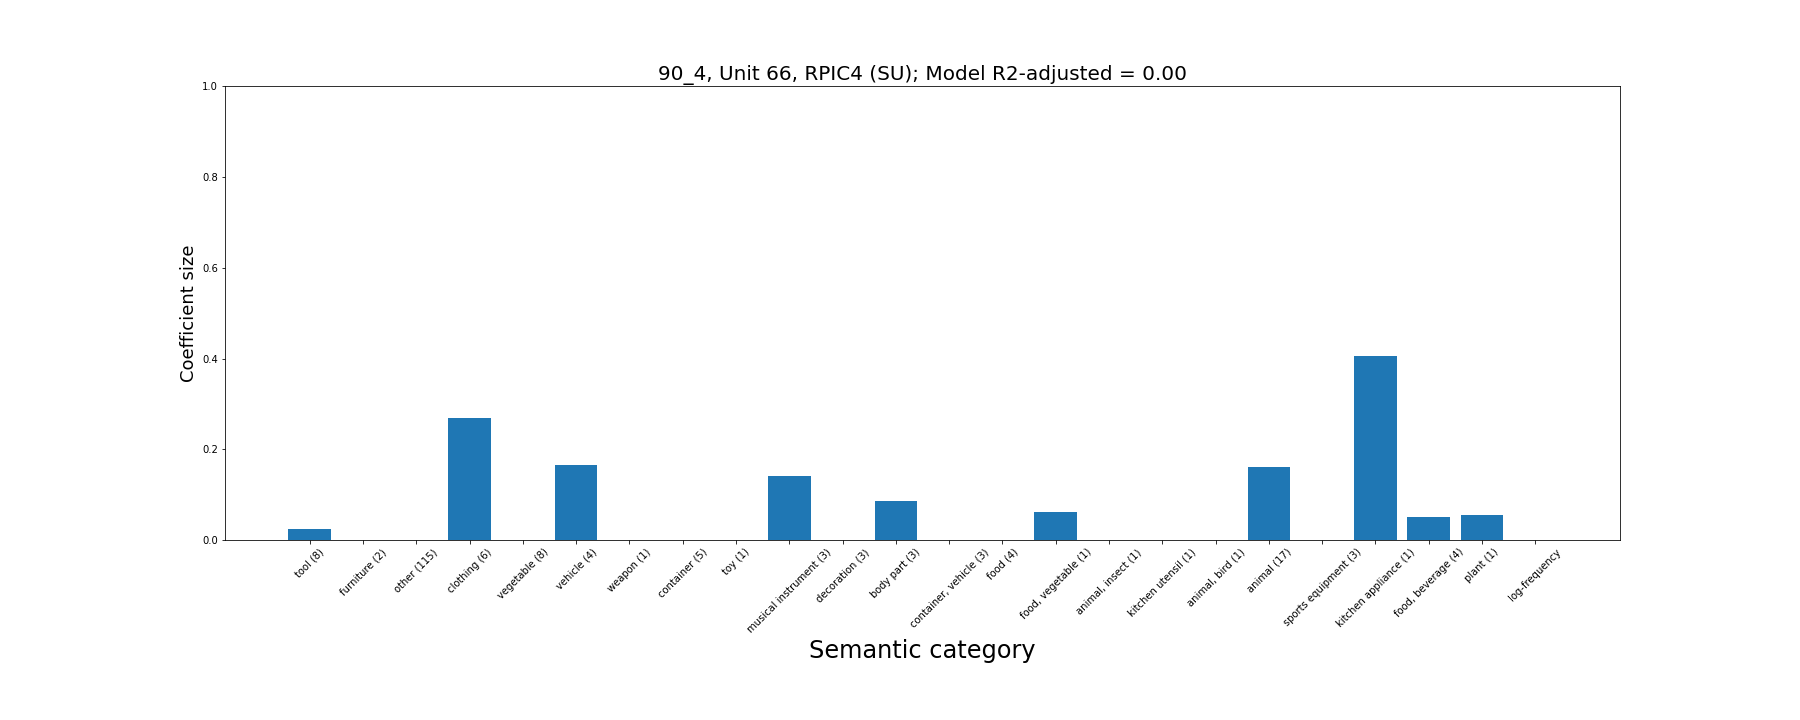 90_4, Unit 66, RPIC4 (SU); Model R2-adjusted = 0.00
Coefficient size
1.0
0.8
0.6
0.4
0.2
0.0
tool (8)
furniture (2)
other (115)
clothing (6)
vegetable (8)
vehicle (4)
weapon (1)
container (5)
toy (1)
musical instrument (3)
decoration (3)
body part (3)
container, vehicle (3)
food (4)
food, vegetable (1)
animal, insect (1)
kitchen utensil (1)
animal, bird (1)
animal (17)
sports equipment (3)
kitchen appliance (1)
food, beverage (4)
plant (1)
log-frequency
Semantic category